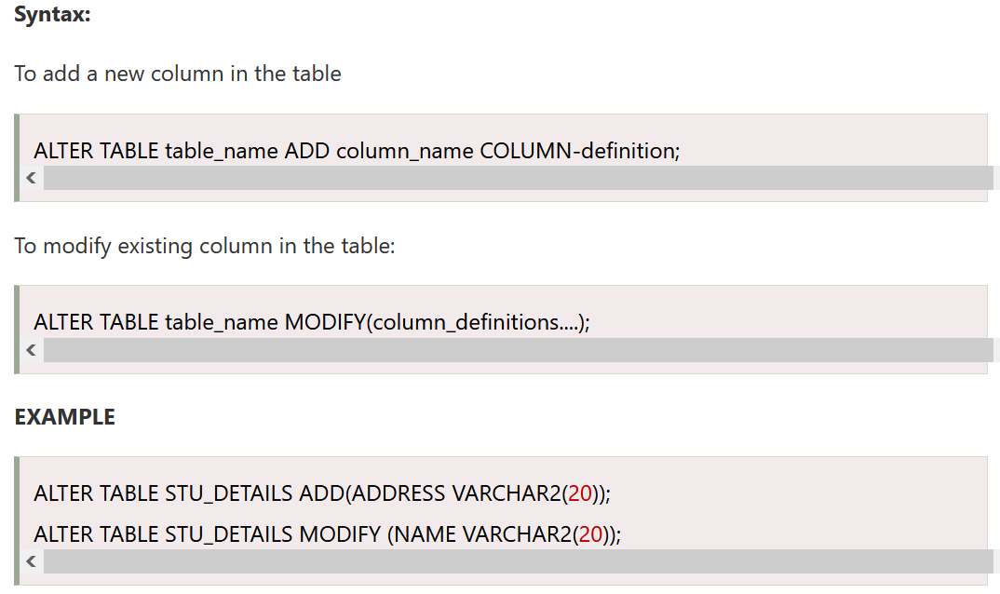 Syntax:
To add a new column in the table
ALTER TABLE table_name ADD column_name COLUMN-definition;
To modify existing column in the table:
ALTER TABLE table_name MODIFY(column_definitions....);
EXAMPLE
ALTER TABLE STU_DETAILS ADD(ADDRESS VARCHAR2(20));
ALTER TABLE STU_DETAILS MODIFY (NAME VARCHAR2(20));